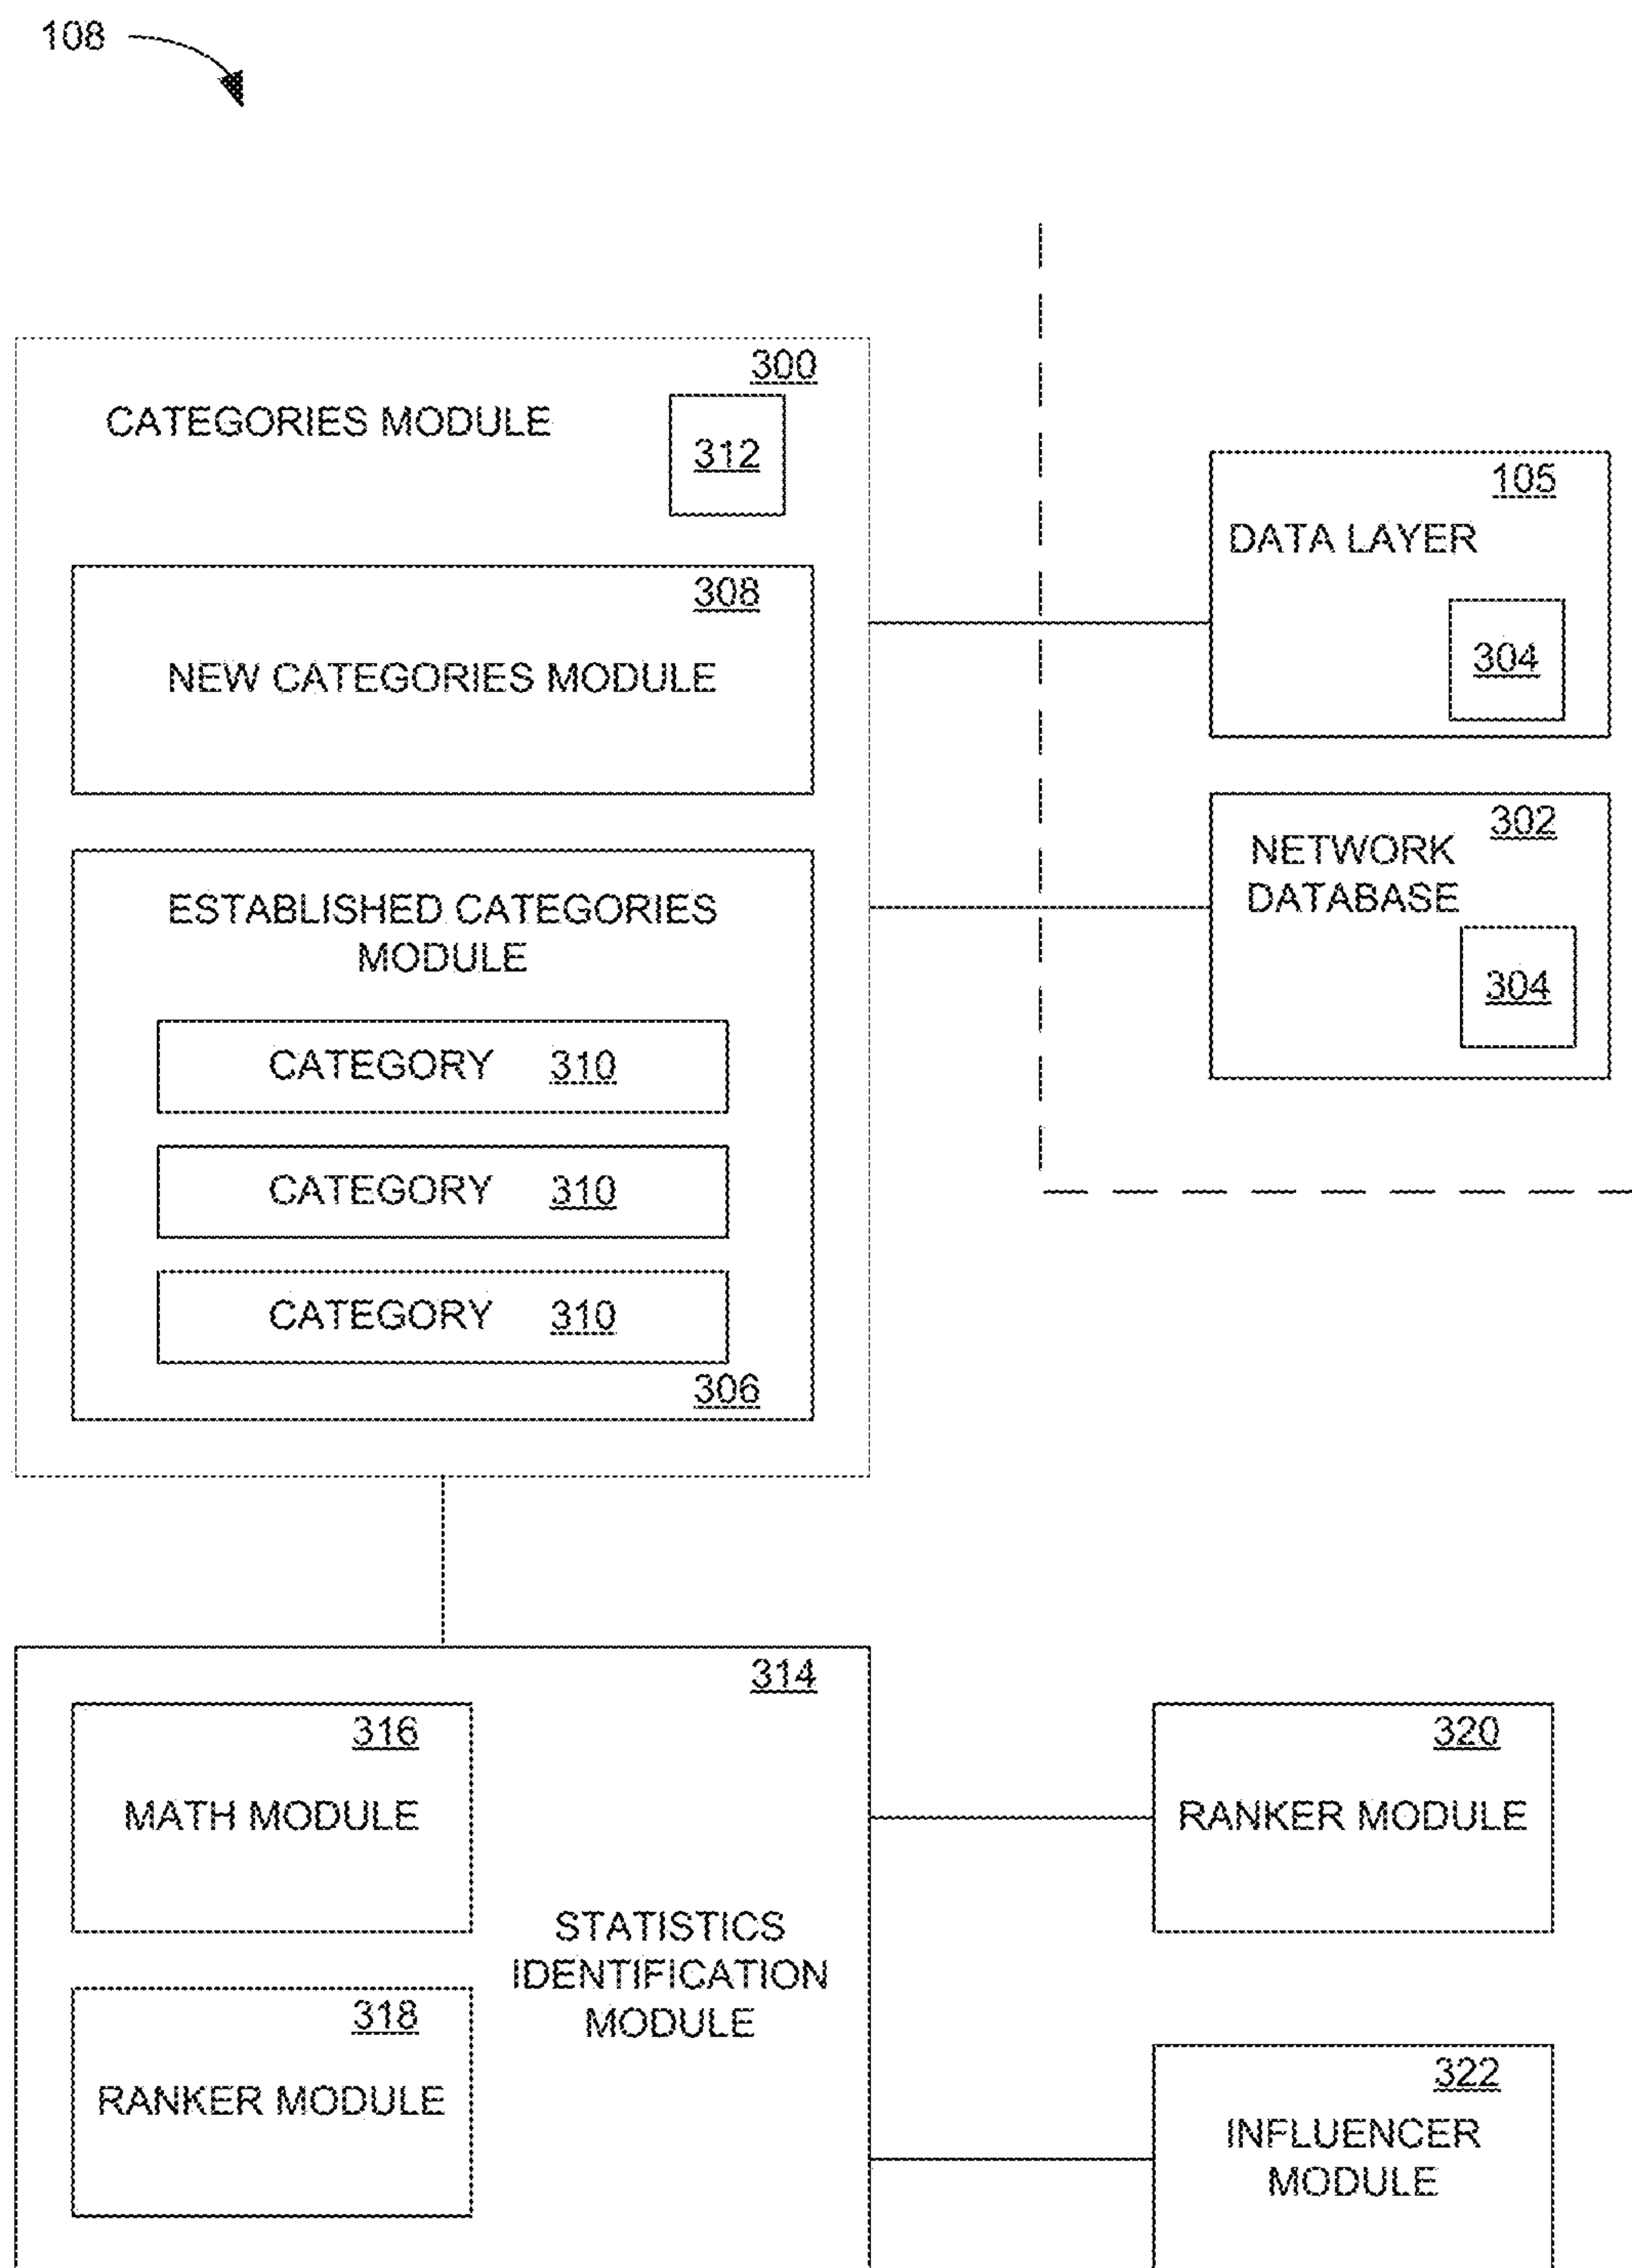 108
300
CATEGORIES MODULE
312
308
NEW CATEGORIES MODULE
ESTABLISHED CATEGORIES
MODULE
CATEGORY 310
CATEGORY 310
CATEGORY 310
306
105
DATA LAYER
304
302
NETWORK
DATABASE
304
314
316
MATH MODULE
STATISTICS
IDENTIFICATION
MODULE
318
RANKER MODULE
320
RANKER MODULE
322
INFLUENCER
MODULE